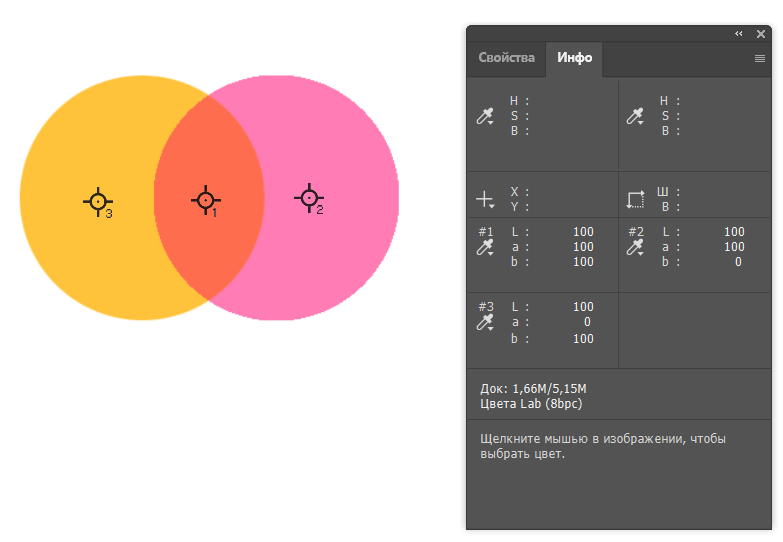 Свойства Инфо
H : H :
S : S :
B : B :
X : Ш :
Y : В :
#1 L : 100 #2 L : 100
a : 100 a : 100
b : 100 b : 0
#3 L : 100
a : 0
b : 100
3 1 2
Док: 1,66M/5,15M
Цвета Lab (8bpc)
Щелкните мышью в изображении, чтобы
выбрать цвет.